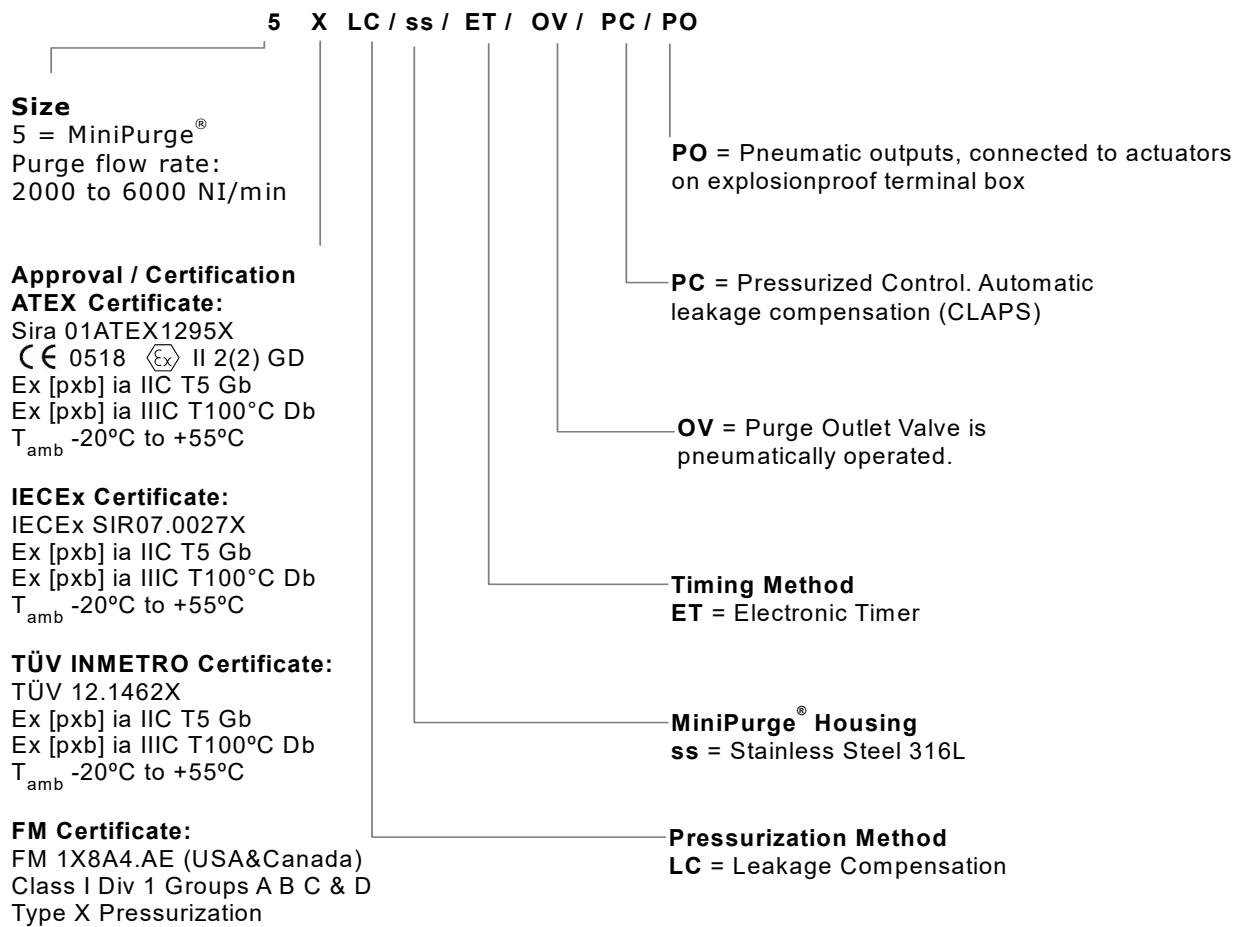 5 X LC / ss / ET / OV / PC / PO
Size
5 = MiniPurge®
Purge flow rate:
2000 to 6000 NI/min
Approval / Certification
ATEX Certificate:
Sira 01ATEX1295X
CE 0518 Ex II 2(2) GD
Ex [pxb] ia IIC T5 Gb
Ex [pxb] ia IIIC T100°C Db
Tamb -20ºC to +55ºC
IECEx Certificate:
IECEx SIR07.0027X
Ex [pxb] ia IIC T5 Gb
Ex [pxb] ia IIIC T100°C Db
Tamb -20ºC to +55ºC
TÜV INMETRO Certificate:
TÜV 12.1462X
Ex [pxb] ia IIC T5 Gb
Ex [pxb] ia IIIC T100ºC Db
Tamb -20ºC to +55ºC
FM Certificate:
FM 1X8A4.AE (USA&Canada)
Class I Div 1 Groups A B C & D
Type X Pressurization
PO = Pneumatic outputs, connected to actuators
on explosionproof terminal box
PC = Pressurized Control. Automatic
leakage compensation (CLAPS)
OV = Purge Outlet Valve is
pneumatically operated.
Timing Method
ET = Electronic Timer
MiniPurge® Housing
ss = Stainless Steel 316L
Pressurization Method
LC = Leakage Compensation